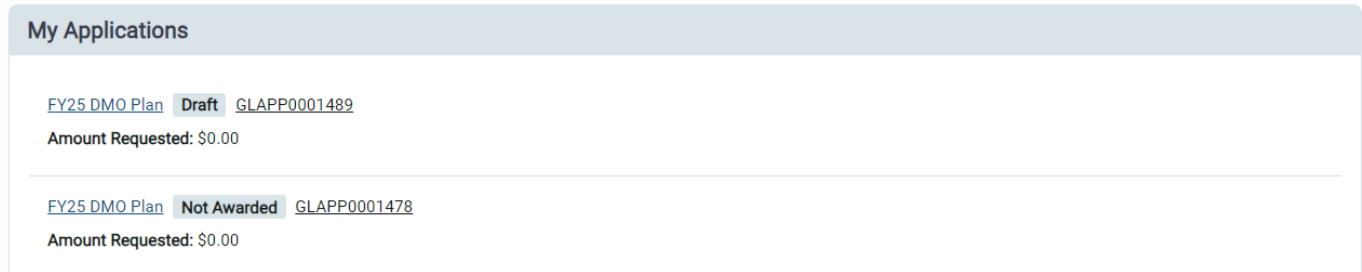 My Applications
FY25 DMO Plan Draft GLAPP0001489
Amount Requested: $0.00
FY25 DMO Plan Not Awarded GLAPP0001478
Amount Requested: $0.00